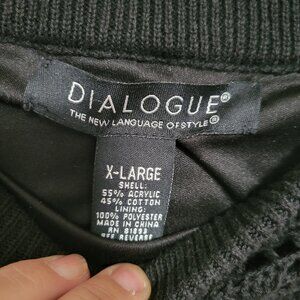 DIALOGUE®
THE NEW LANGUAGE OF STYLE®
X-LARGE
SHELL:
55% ACRYLIC
45% COTTON
LINING:
100% POLYESTER
MADE IN CHINA
SEE REVERSE